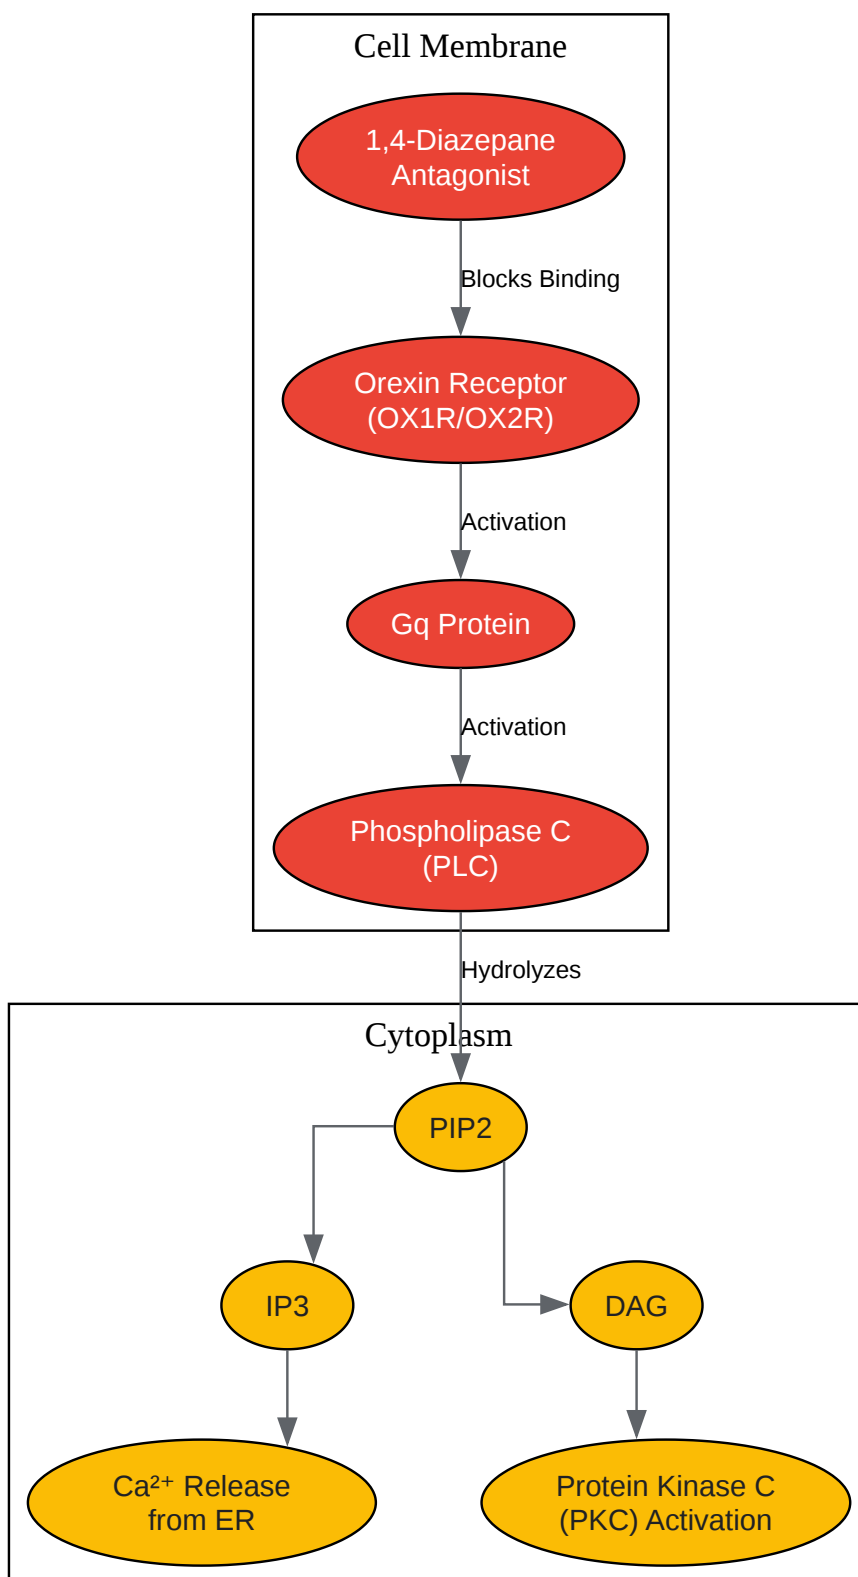 Cell Membrane
1,4-Diazepane
Antagonist
Blocks Binding
Orexin Receptor
(OX1R/OX2R)
Activation
Gq Protein
Activation
Phospholipase C
(PLC)
Hydrolyzes
Cytoplasm
PIP2
IP3
DAG
Ca²⁺ Release
from ER
Protein Kinase C
(PKC) Activation